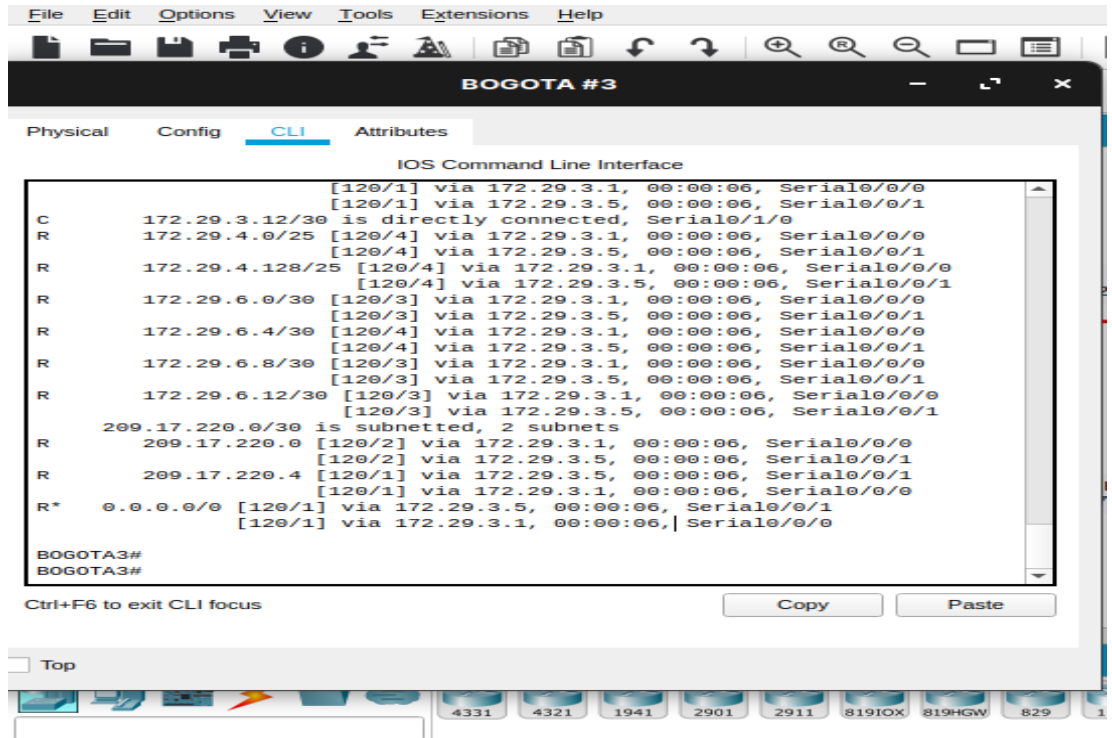 File Edit Options View Tools Extensions Help
BOGOTA #3
Physical Config CLI Attributes
IOS Command Line Interface
[120/1] via 172.29.3.1, 00:00:06, Serial0/0/0
[120/1] via 172.29.3.5, 00:00:06, Serial0/0/1
C 172.29.3.12/30 is directly connected, Serial0/1/0
R 172.29.4.0/25 [120/4] via 172.29.3.1, 00:00:06, Serial0/0/0
[120/4] via 172.29.3.5, 00:00:06, Serial0/0/1
R 172.29.4.128/25 [120/4] via 172.29.3.1, 00:00:06, Serial0/0/0
[120/4] via 172.29.3.5, 00:00:06, Serial0/0/1
R 172.29.6.0/30 [120/3] via 172.29.3.1, 00:00:06, Serial0/0/0
[120/3] via 172.29.3.5, 00:00:06, Serial0/0/1
R 172.29.6.4/30 [120/4] via 172.29.3.1, 00:00:06, Serial0/0/0
[120/4] via 172.29.3.5, 00:00:06, Serial0/0/1
R 172.29.6.8/30 [120/3] via 172.29.3.1, 00:00:06, Serial0/0/0
[120/3] via 172.29.3.5, 00:00:06, Serial0/0/1
R 172.29.6.12/30 [120/3] via 172.29.3.1, 00:00:06, Serial0/0/0
[120/3] via 172.29.3.5, 00:00:06, Serial0/0/1
209.17.220.0/30 is subnetted, 2 subnets
R 209.17.220.0 [120/2] via 172.29.3.1, 00:00:06, Serial0/0/0
[120/2] via 172.29.3.5, 00:00:06, Serial0/0/1
R 209.17.220.4 [120/1] via 172.29.3.5, 00:00:06, Serial0/0/1
[120/1] via 172.29.3.1, 00:00:06, Serial0/0/0
R* 0.0.0.0/0 [120/1] via 172.29.3.5, 00:00:06, Serial0/0/1
[120/1] via 172.29.3.1, 00:00:06, Serial0/0/0
BOGOTA3#
BOGOTA3#
Ctrl+F6 to exit CLI focus Copy Paste
Top
4331 4321 1941 2901 2911 819IOX 819HGW 829